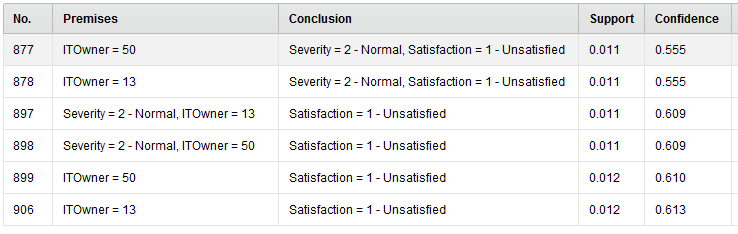 No. Premises Conclusion Support Confidence
877 ITOwner = 50 Severity = 2 - Normal, Satisfaction = 1 - Unsatisfied 0.011 0.555
878 ITOwner = 13 Severity = 2 - Normal, Satisfaction = 1 - Unsatisfied 0.011 0.555
897 Severity = 2 - Normal, ITOwner = 13 Satisfaction = 1 - Unsatisfied 0.011 0.609
898 Severity = 2 - Normal, ITOwner = 50 Satisfaction = 1 - Unsatisfied 0.011 0.609
899 ITOwner = 50 Satisfaction = 1 - Unsatisfied 0.012 0.610
906 ITOwner = 13 Satisfaction = 1 - Unsatisfied 0.012 0.613